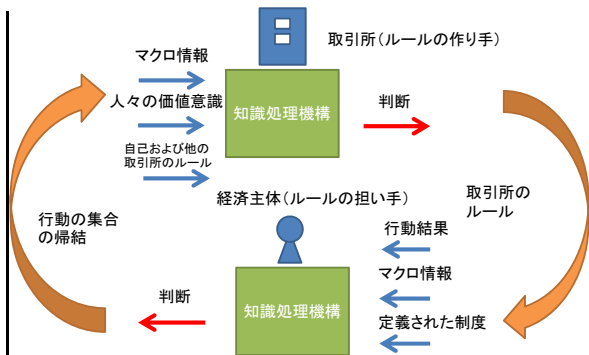 取引所(ルールの作り手)
マクロ情報
人々の価値意識
自己および他の
取引所のルール
知識処理機構
判断
取引所の
ルール
経済主体(ルールの担い手)
行動結果
マクロ情報
定義された制度
知識処理機構
判断
行動の集合
の帰結